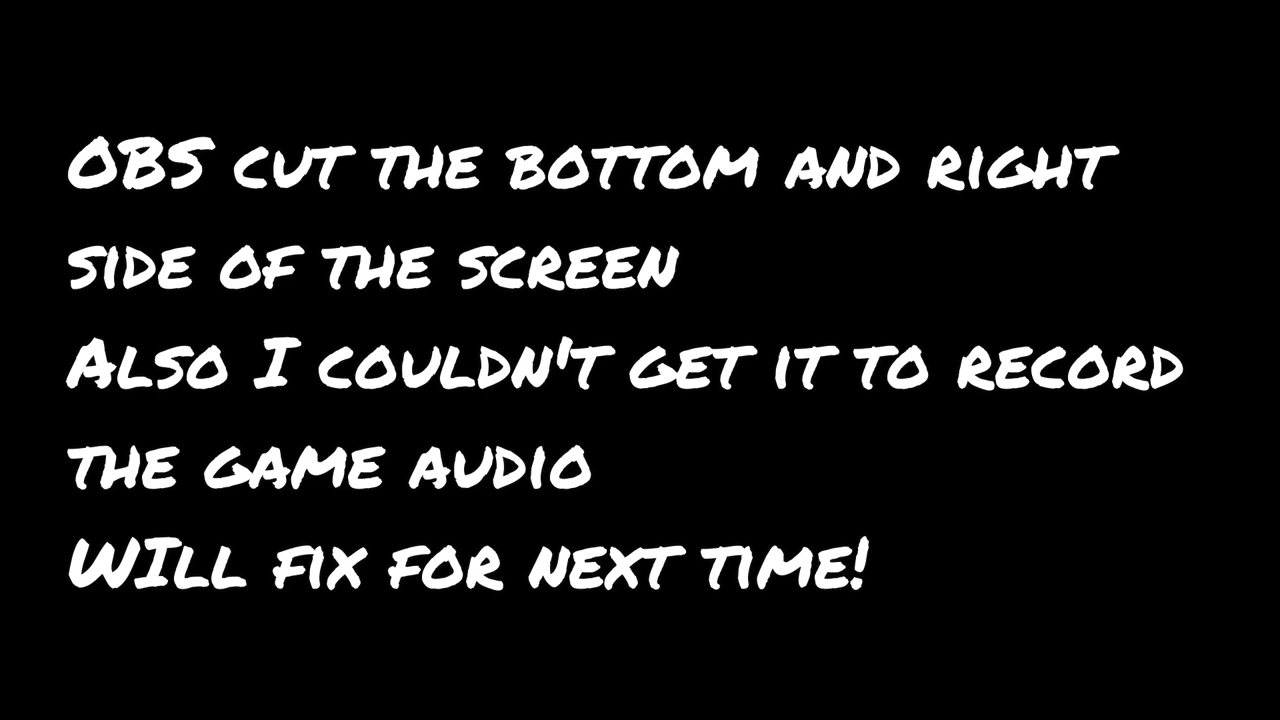 OBS cut the bottom and right
side of the screen
Also I couldn't get it to record
the game audio
WIll fix for next time!